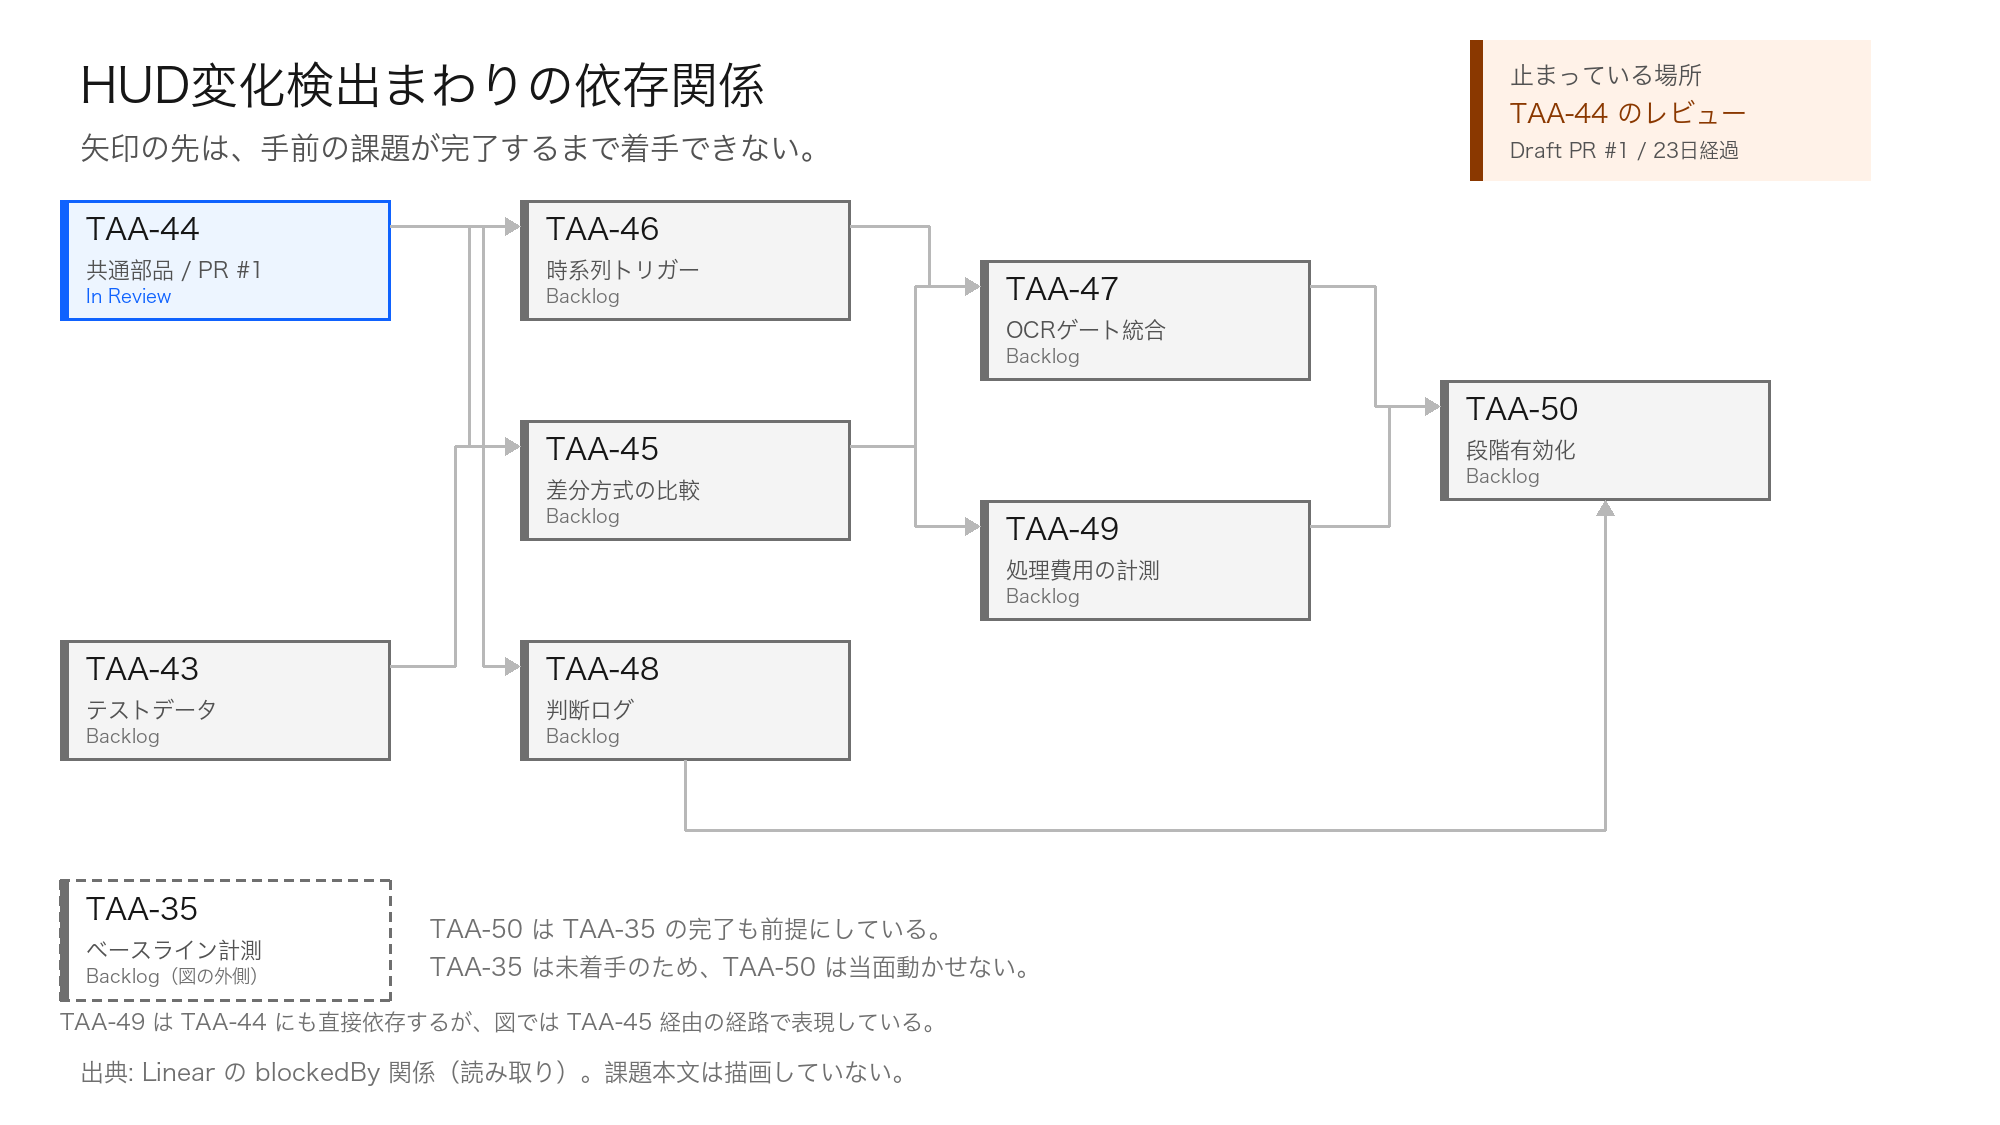 HUD変化検出まわりの依存関係
矢印の先は、手前の課題が完了するまで着手できない。
止まっている場所
TAA-44 のレビュー
Draft PR #1 / 23日経過
TAA-44
共通部品 / PR #1
In Review
TAA-46
時系列トリガー
Backlog
TAA-47
OCRゲート統合
Backlog
TAA-50
段階有効化
Backlog
TAA-45
差分方式の比較
Backlog
TAA-49
処理費用の計測
Backlog
TAA-43
テストデータ
Backlog
TAA-48
判断ログ
Backlog
TAA-35
ベースライン計測
Backlog（図の外側）
TAA-50 は TAA-35 の完了も前提にしている。
TAA-35 は未着手のため、TAA-50 は当面動かせない。
TAA-49 は TAA-44 にも直接依存するが、図では TAA-45 経由の経路で表現している。
出典: Linear の blockedBy 関係（読み取り）。課題本文は描画していない。